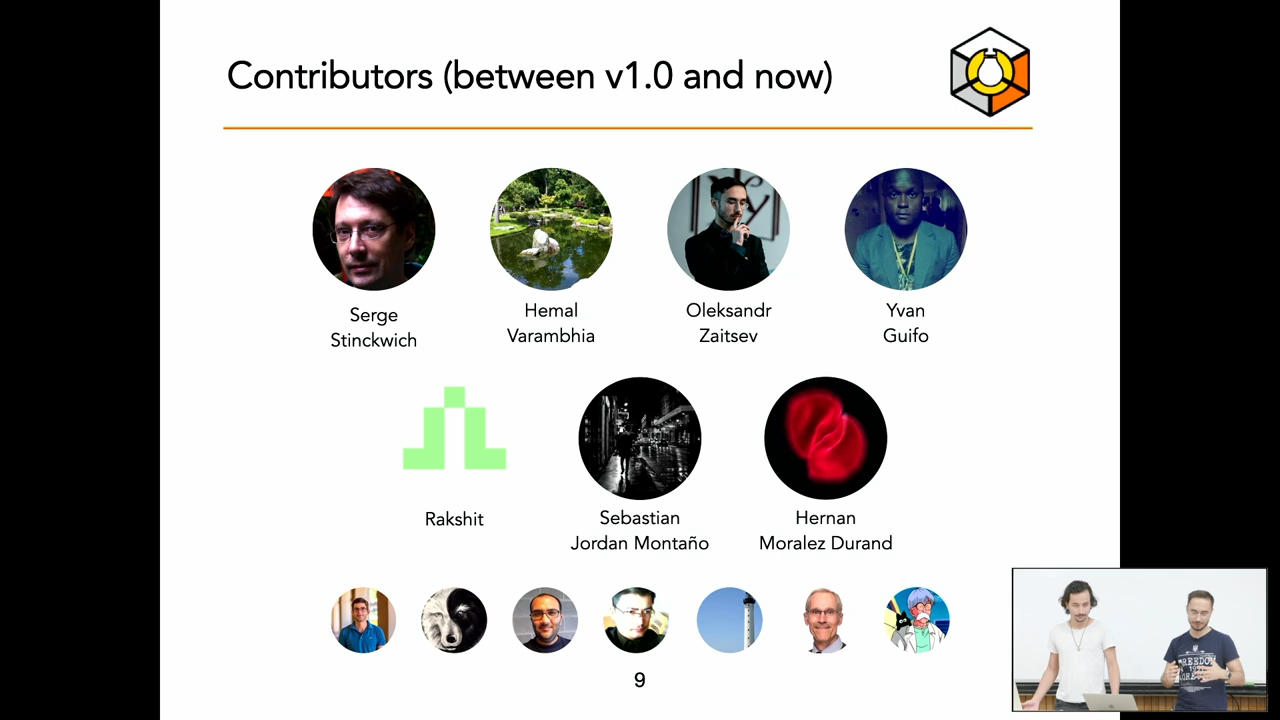 Contributors (between v1.0 and now)
Serge
Stinckwich
Hemal
Varambhia
Oleksandr
Zaitsev
Yvan
Guifo
Rakshit
Sebastian
Jordan Montaño
Hernan
Moralez Durand
9
FREEDOM